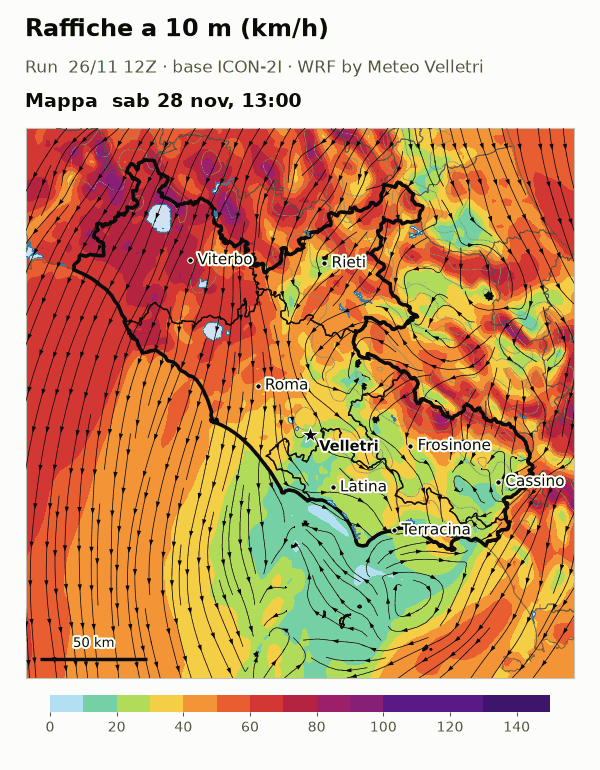 Raffiche a 10 m (km/h)
Run 26/11 12Z · base ICON-2I · WRF by Meteo Velletri
Mappa sab 28 nov, 13:00
Viterbo
Rieti
Roma
Velletri
Frosinone
Latina
Cassino
Terracina
50 km
0 20 40 60 80 100 120 140